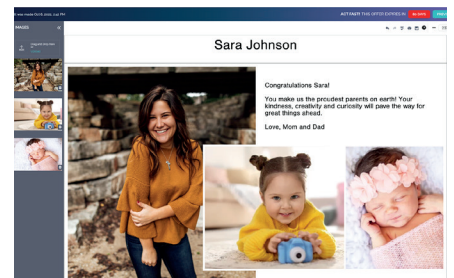 ACT FAST! THIS OFFER EXPIRES IN
IMAGES
Sara Johnson
Congratulations Sara!
You make us the proudest parents on earth! Your
kindness, creativity and curiosity will pave the way for
great things ahead.
Love, Mom and Dad